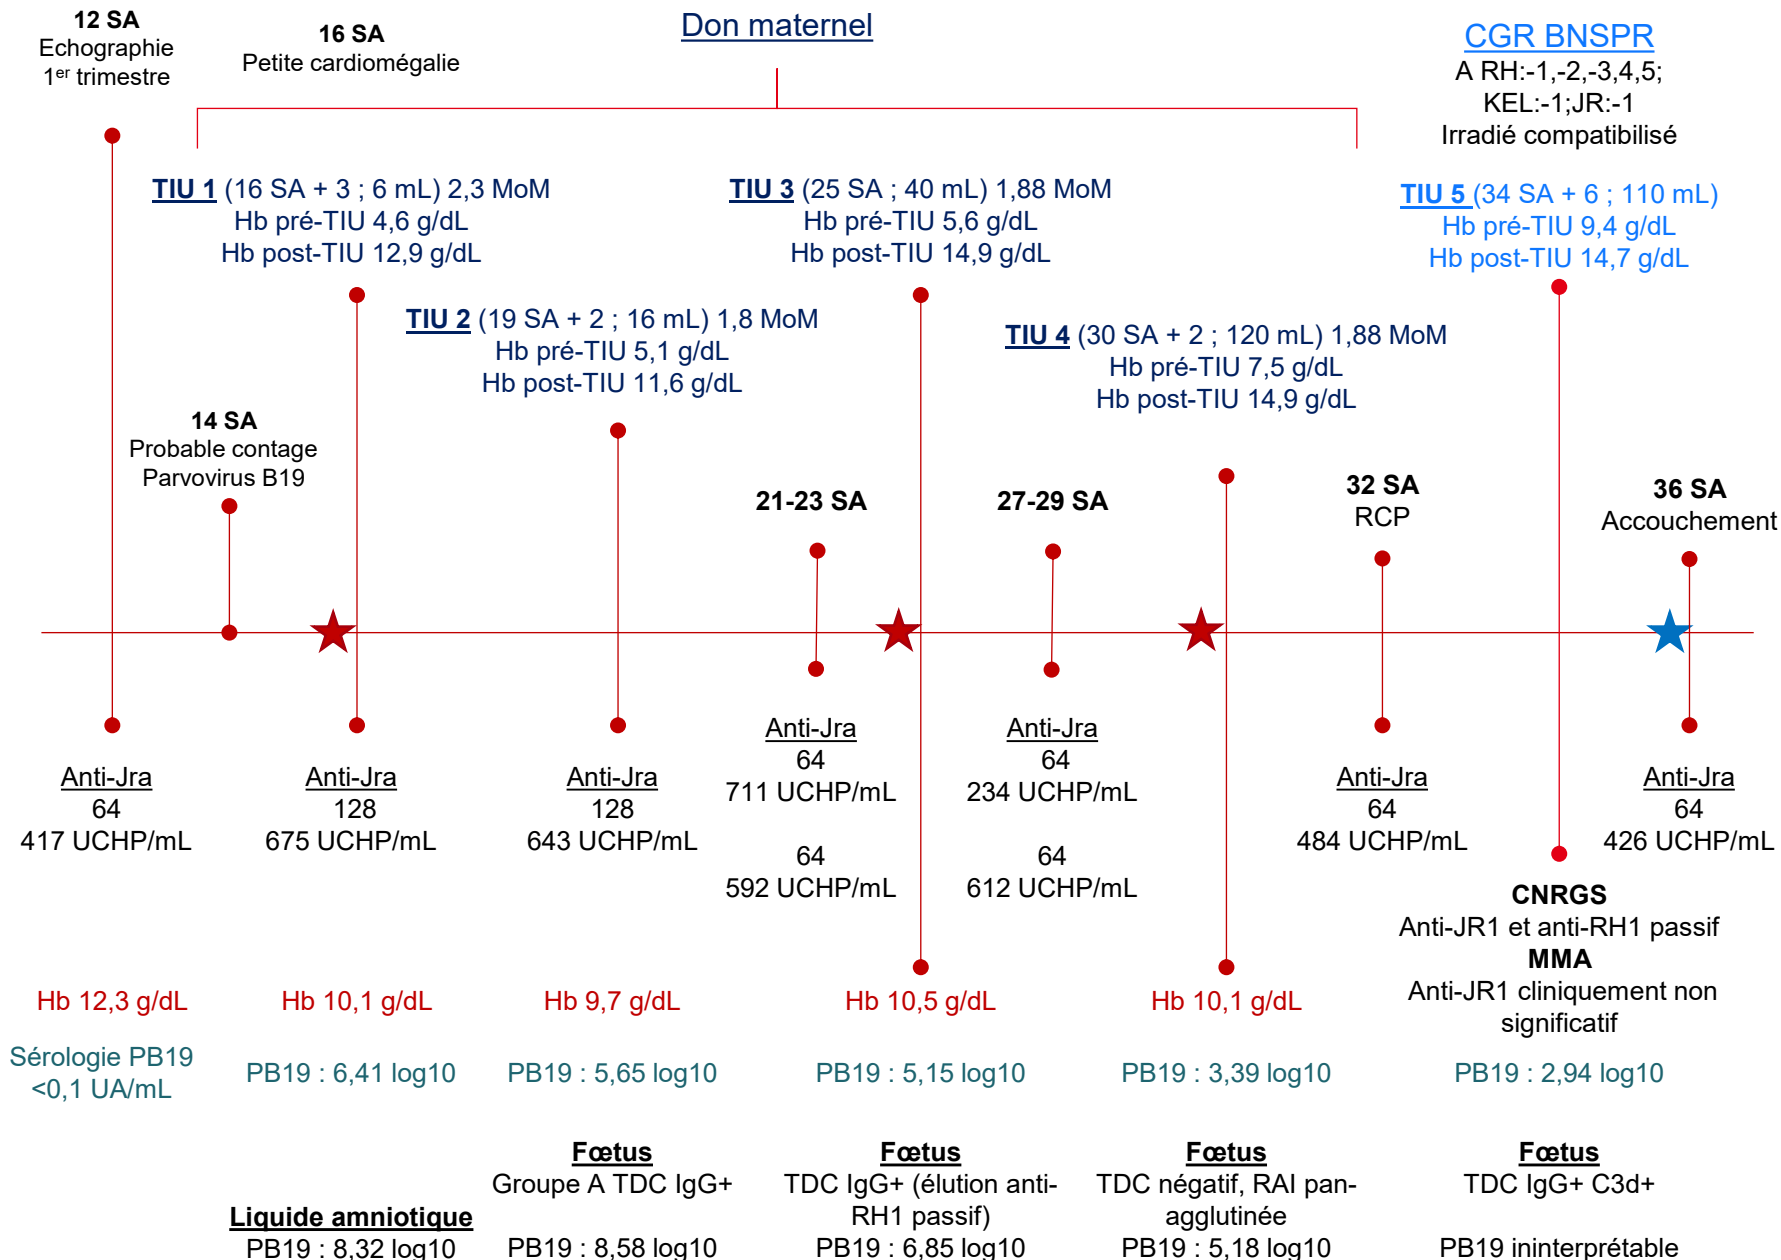 12 SA
Echographie
1er trimestre
16 SA
Petite cardiomégalie
Don maternel
CGR BNSPR
A RH:-1,-2,-3,4,5;
KEL:-1;JR:-1
Irradié compatibilisé
TIU 1 (16 SA + 3 ; 6 mL) 2,3 MoM
Hb pré-TIU 4,6 g/dL
Hb post-TIU 12,9 g/dL
TIU 3 (25 SA ; 40 mL) 1,88 MoM
Hb pré-TIU 5,6 g/dL
Hb post-TIU 14,9 g/dL
TIU 5 (34 SA + 6 ; 110 mL)
Hb pré-TIU 9,4 g/dL
Hb post-TIU 14,7 g/dL
TIU 2 (19 SA + 2 ; 16 mL) 1,8 MoM
Hb pré-TIU 5,1 g/dL
Hb post-TIU 11,6 g/dL
TIU 4 (30 SA + 2 ; 120 mL) 1,88 MoM
Hb pré-TIU 7,5 g/dL
Hb post-TIU 14,9 g/dL
14 SA
Probable contage
Parvovirus B19
21-23 SA
27-29 SA
32 SA
RCP
36 SA
Accouchement
Anti-Jra
64
417 UCHP/mL
Anti-Jra
128
675 UCHP/mL
Anti-Jra
128
643 UCHP/mL
Anti-Jra
64
711 UCHP/mL
64
592 UCHP/mL
Anti-Jra
64
234 UCHP/mL
64
612 UCHP/mL
Anti-Jra
64
484 UCHP/mL
Anti-Jra
64
426 UCHP/mL
CNRGS
Anti-JR1 et anti-RH1 passif
MMA
Anti-JR1 cliniquement non
significatif
Hb 12,3 g/dL
Hb 10,1 g/dL
Hb 9,7 g/dL
Hb 10,5 g/dL
Hb 10,1 g/dL
Sérologie PB19
<0,1 UA/mL
PB19 : 6,41 log10
PB19 : 5,65 log10
PB19 : 5,15 log10
PB19 : 3,39 log10
PB19 : 2,94 log10
Liquide amniotique
PB19 : 8,32 log10
Fœtus
Groupe A TDC IgG+
PB19 : 8,58 log10
Fœtus
TDC IgG+ (élution anti-
RH1 passif)
PB19 : 6,85 log10
Fœtus
TDC négatif, RAI pan-
agglutinée
PB19 : 5,18 log10
Fœtus
TDC IgG+ C3d+
PB19 ininterprétable